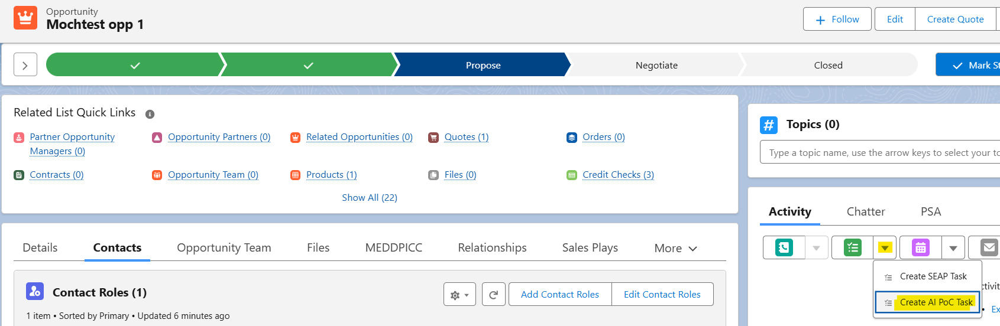 Opportunity
Mochtest opp 1
Follow
Edit
Create Quote
Propose
Negotiate
Closed
Mark St
Related List Quick Links
Partner Opportunity
Managers (0)
Opportunity Partners (0)
Related Opportunities (0)
Quotes (1)
Orders (0)
Contracts (0)
Opportunity Team (0)
Products (1)
Files (0)
Credit Checks (3)
Show All (22)
Topics (0)
Type a topic name, use the arrow keys to select your to
Activity
Chatter
PSA
Create SEAP Task
Create AI PoC Task
Details
Contacts
Opportunity Team
Files
MEDDPICC
Relationships
Sales Plays
More
Contact Roles (1)
Add Contact Roles
Edit Contact Roles
1 item • Sorted by Primary • Updated 6 minutes ago